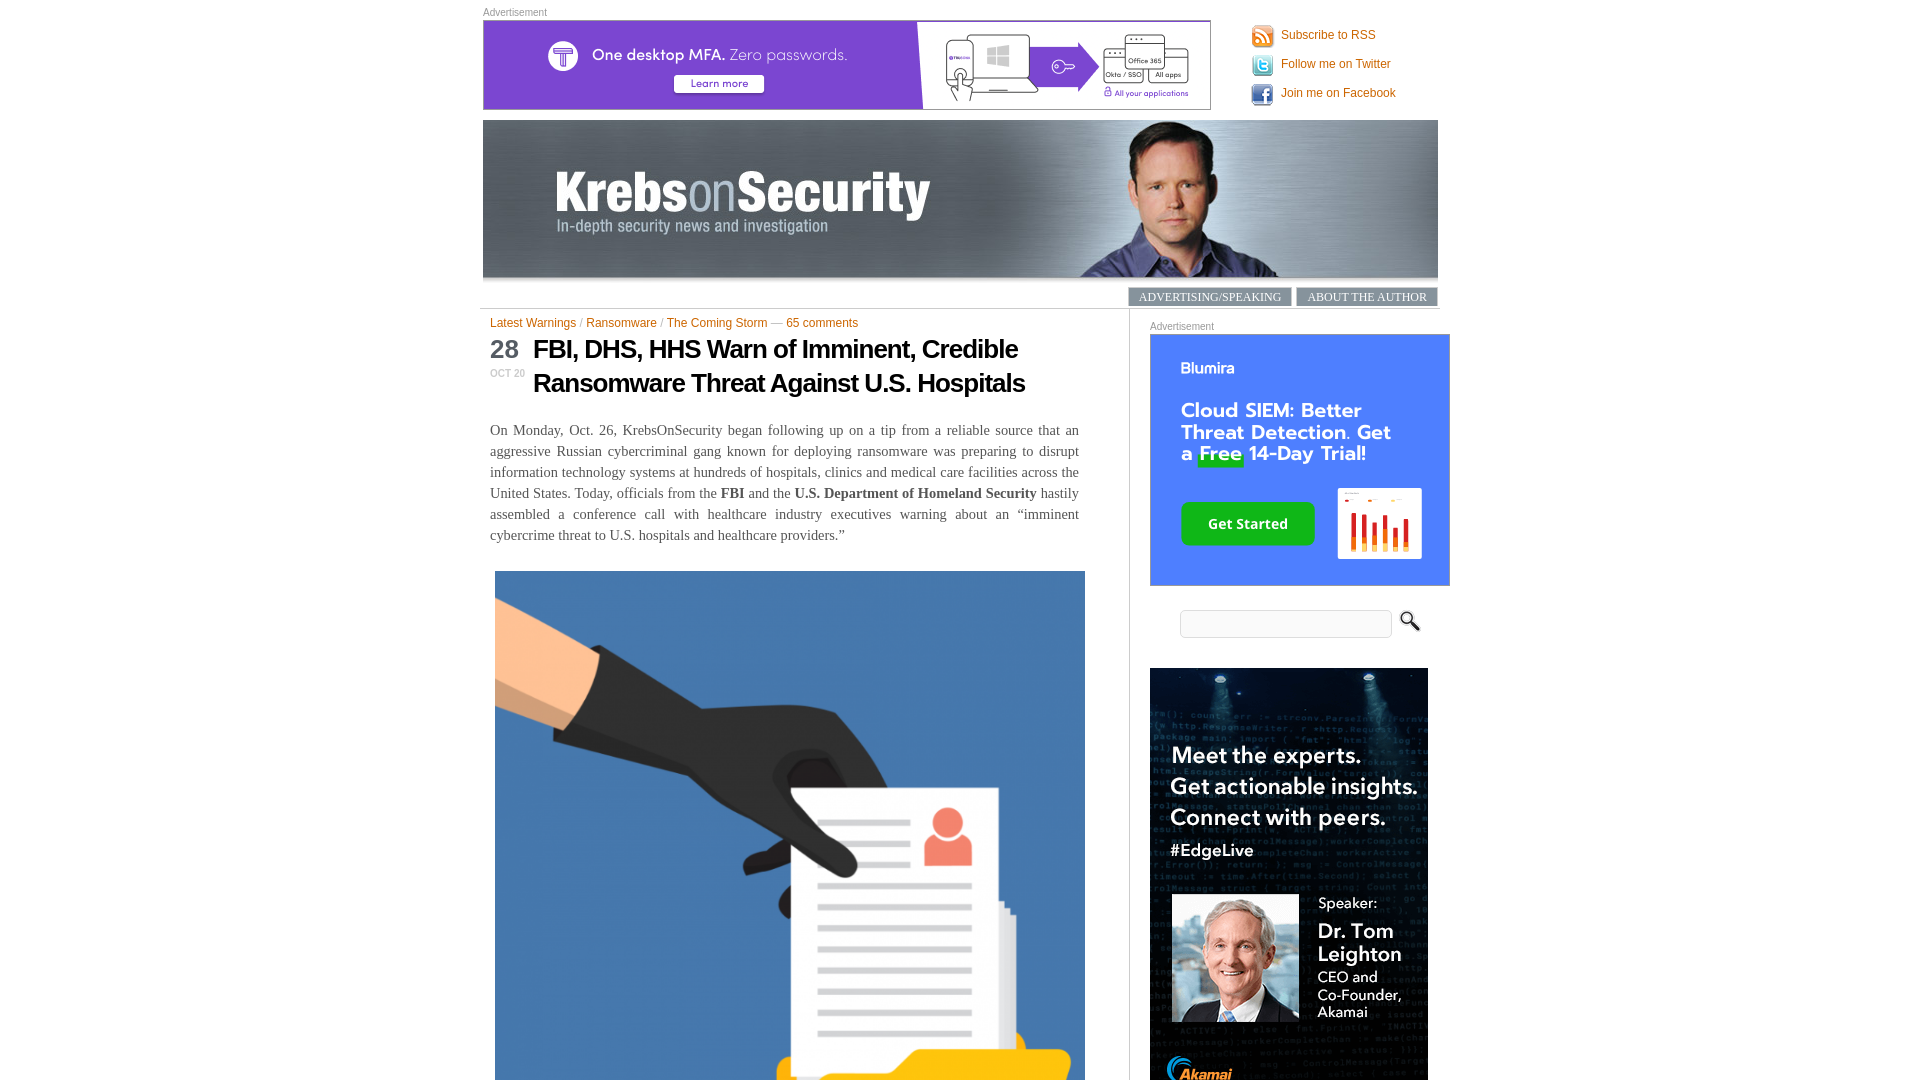 Advertisement
One desktop MFA. Zero passwords.
Learn more
Office 365
Okta / SSO
All apps
All your applications
Subscribe to RSS
Follow me on Twitter
Join me on Facebook
KrebsonSecurity
In-depth security news and investigation
ADVERTISING/SPEAKING
ABOUT THE AUTHOR
Latest Warnings / Ransomware / The Coming Storm — 65 comments
28
OCT 20
FBI, DHS, HHS Warn of Imminent, Credible
Ransomware Threat Against U.S. Hospitals
On Monday, Oct. 26, KrebsOnSecurity began following up on a tip from a reliable source that an
aggressive Russian cybercriminal gang known for deploying ransomware was preparing to disrupt
information technology systems at hundreds of hospitals, clinics and medical care facilities across the
United States. Today, officials from the FBI and the U.S. Department of Homeland Security hastily
assembled a conference call with healthcare industry executives warning about an “imminent
cybercrime threat to U.S. hospitals and healthcare providers.”
Advertisement
Blumira
Cloud SIEM: Better
Threat Detection. Get
a Free 14-Day Trial!
Get Started
Meet the experts.
Get actionable insights.
Connect with peers.
#EdgeLive
Speaker:
Dr. Tom
Leighton
CEO and
Co-Founder,
Akamai
Akamai